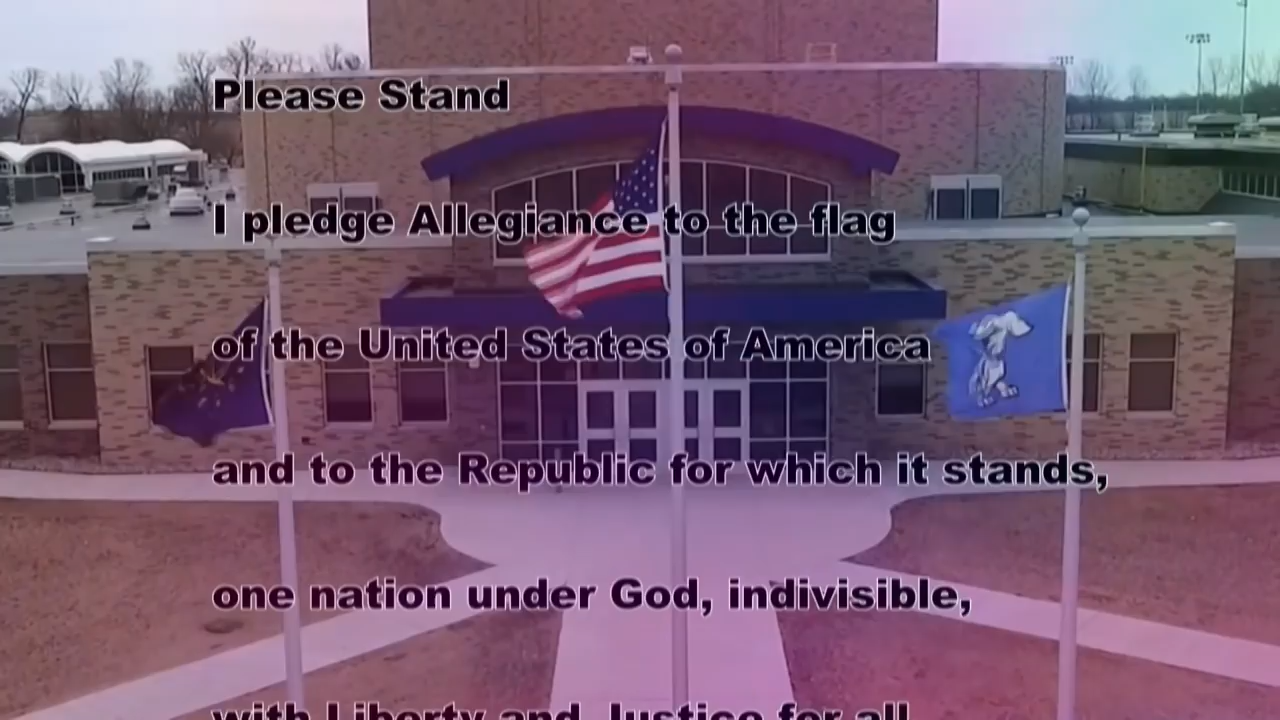 Please Stand
I pledge Allegiance to the flag
of the United States of America
and to the Republic for which it stands,
one nation under God, indivisible,
with Liberty and Justice for all